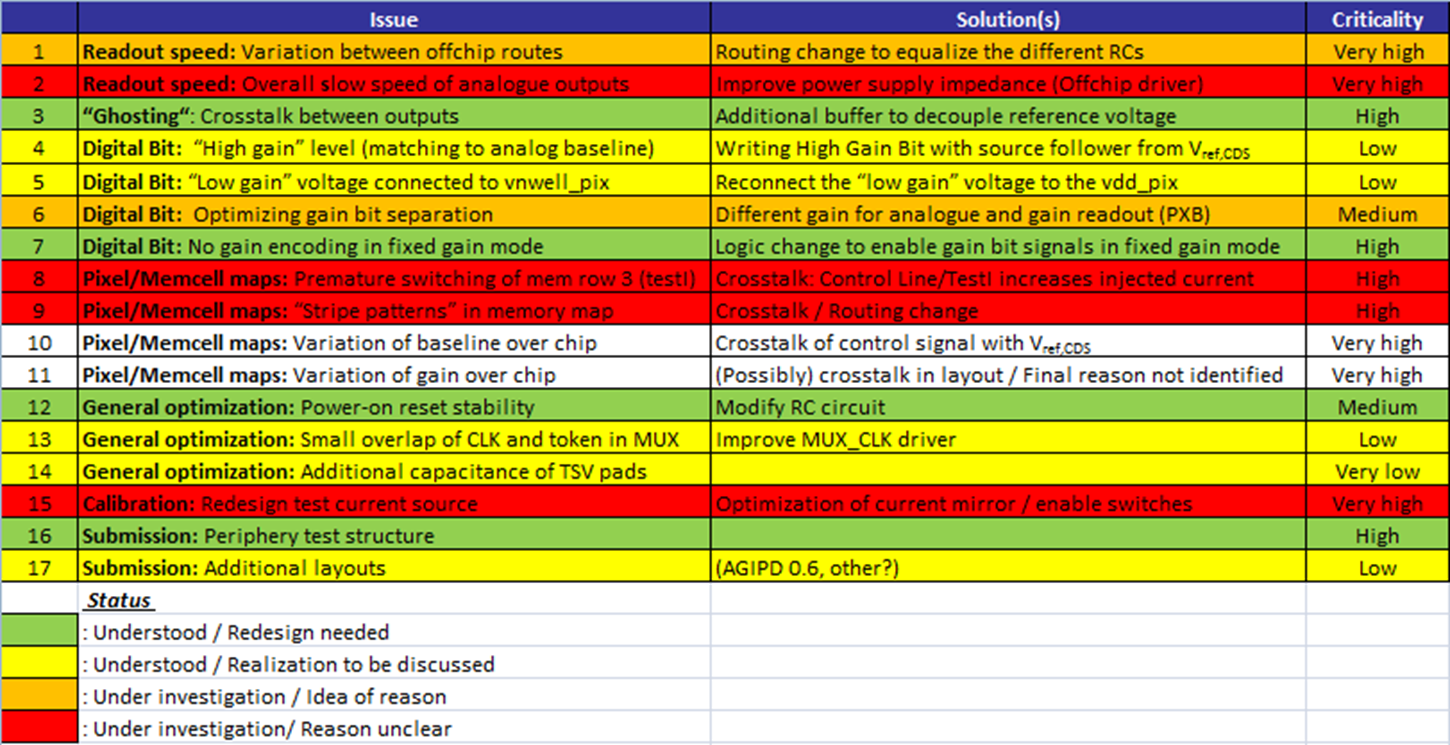 Issue Solution(s) Criticality
1 Readout speed: Variation between offchip routes Routing change to equalize the different RCs Very high
2 Readout speed: Overall slow speed of analogue outputs Improve power supply impedance (Offchip driver) Very high
3 “Ghosting“: Crosstalk between outputs Additional buffer to decouple reference voltage High
4 Digital Bit: “High gain” level (matching to analog baseline) Writing High Gain Bit with source follower from Vref,CDS Low
5 Digital Bit: “Low gain” voltage connected to vnwell_pix Reconnect the “low gain” voltage to the vdd_pix Low
6 Digital Bit: Optimizing gain bit separation Different gain for analogue and gain readout (PXB) Medium
7 Digital Bit: No gain encoding in fixed gain mode Logic change to enable gain bit signals in fixed gain mode High
8 Pixel/Memcell maps: Premature switching of mem row 3 (testI) Crosstalk: Control Line/TestI increases injected current High
9 Pixel/Memcell maps: “Stripe patterns” in memory map Crosstalk / Routing change High
10 Pixel/Memcell maps: Variation of baseline over chip Crosstalk of control signal with Vref,CDS Very high
11 Pixel/Memcell maps: Variation of gain over chip (Possibly) crosstalk in layout / Final reason not identified Very high
12 General optimization: Power-on reset stability Modify RC circuit Medium
13 General optimization: Small overlap of CLK and token in MUX Improve MUX_CLK driver Low
14 General optimization: Additional capacitance of TSV pads Very low
15 Calibration: Redesign test current source Optimization of current mirror / enable switches Very high
16 Submission: Periphery test structure High
17 Submission: Additional layouts (AGIPD 0.6, other?) Low
Status
: Understood / Redesign needed
: Understood / Realization to be discussed
: Under investigation / Idea of reason
: Under investigation/ Reason unclear